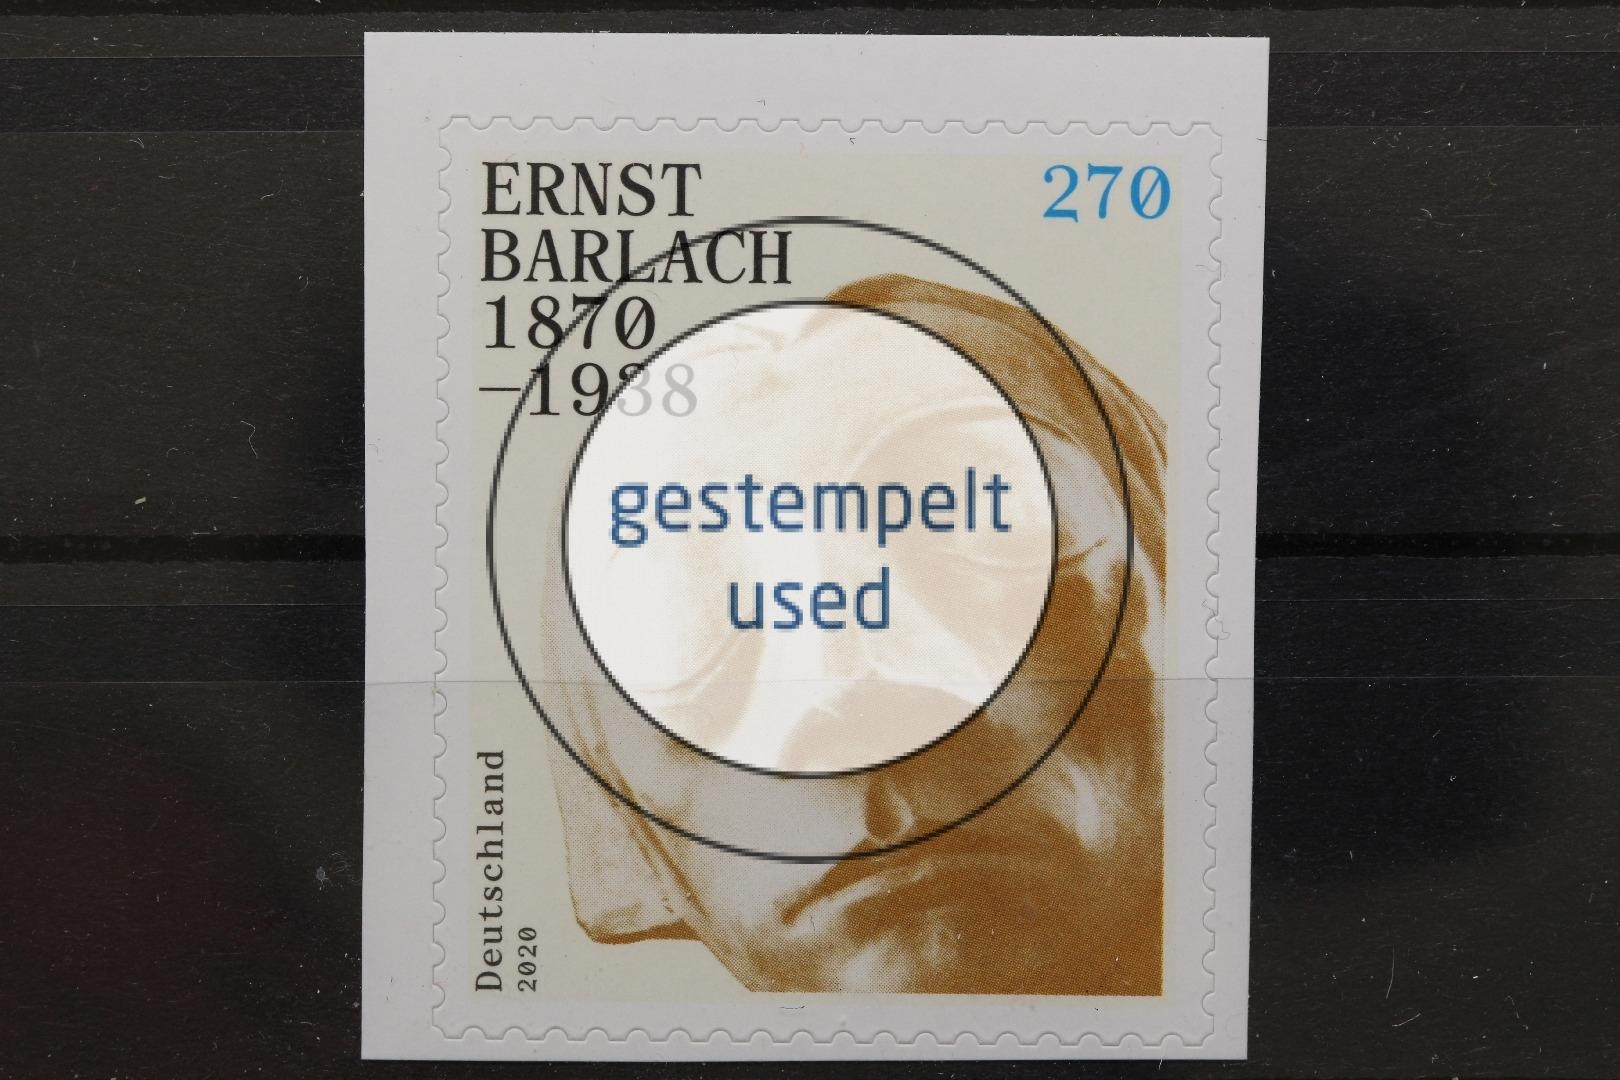 ERNST
BARLACH
1870
–1938
270
gestempelt
used
Deutschland
2020